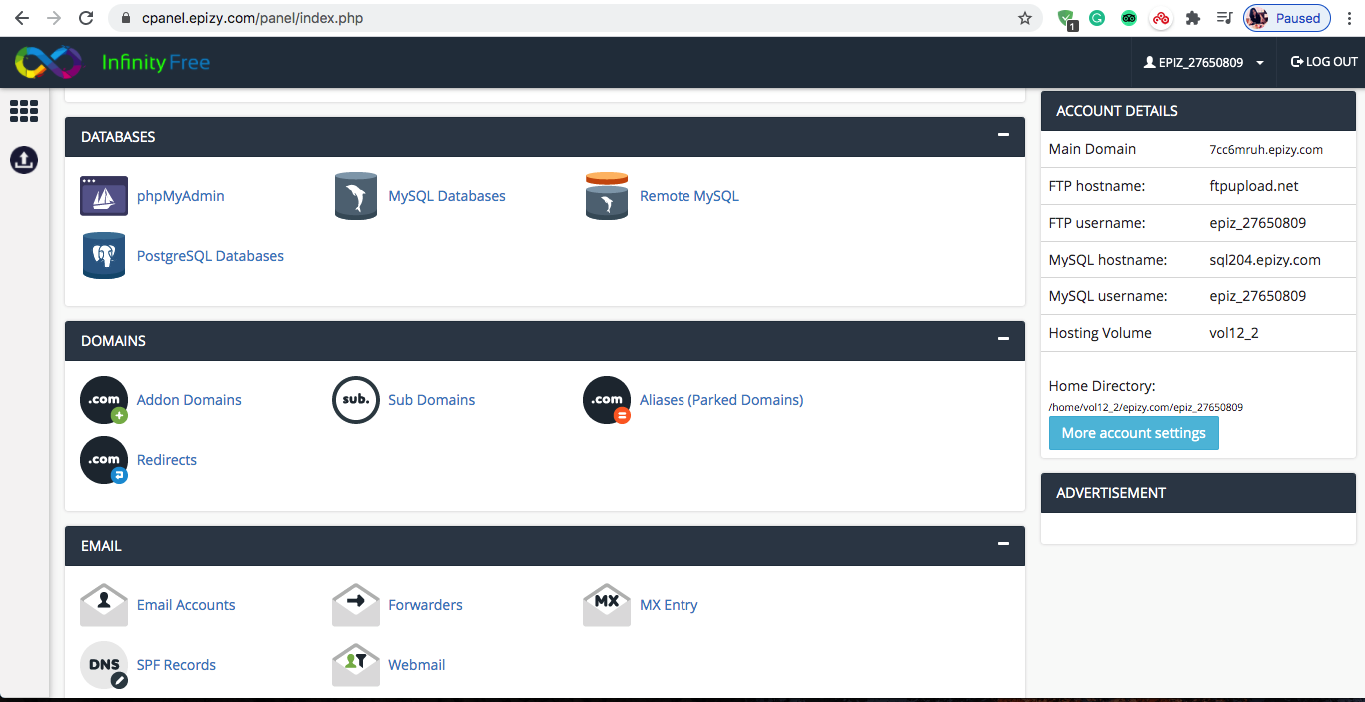 cpanel.epizy.com/panel/index.php
1
Paused
InfinityFree
EPIZ_27650809
LOG OUT
DATABASES
phpMyAdmin
MySQL Databases
Remote MySQL
PostgreSQL Databases
DOMAINS
.com
Addon Domains
sub.
Sub Domains
.com
Aliases (Parked Domains)
.com
Redirects
EMAIL
Email Accounts
Forwarders
MX
MX Entry
DNS
SPF Records
Webmail
ACCOUNT DETAILS
Main Domain 7cc6mruh.epizy.com
FTP hostname: ftpupload.net
FTP username: epiz_27650809
MySQL hostname: sql204.epizy.com
MySQL username: epiz_27650809
Hosting Volume vol12_2
Home Directory:
/home/vol12_2/epizy.com/epiz_27650809
More account settings
ADVERTISEMENT